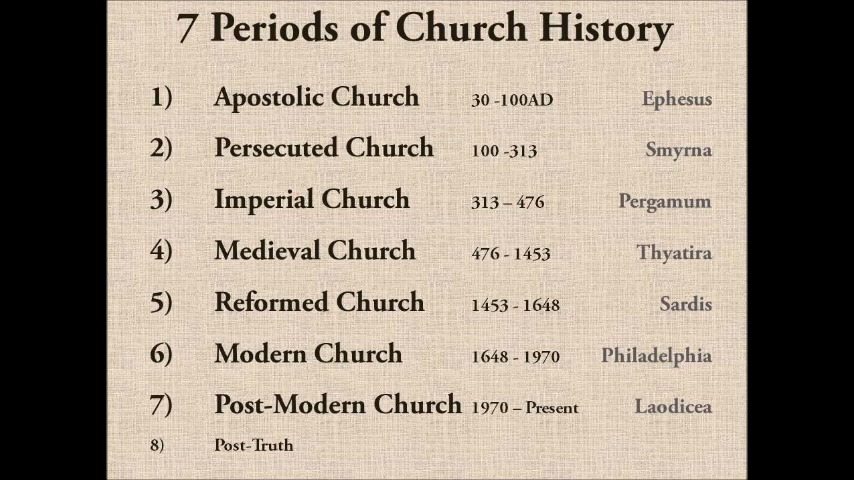 7 Periods of Church History
1) Apostolic Church 30 -100AD Ephesus
2) Persecuted Church 100 -313 Smyrna
3) Imperial Church 313 – 476 Pergamum
4) Medieval Church 476 - 1453 Thyatira
5) Reformed Church 1453 - 1648 Sardis
6) Modern Church 1648 - 1970 Philadelphia
7) Post-Modern Church 1970 – Present Laodicea
8) Post-Truth